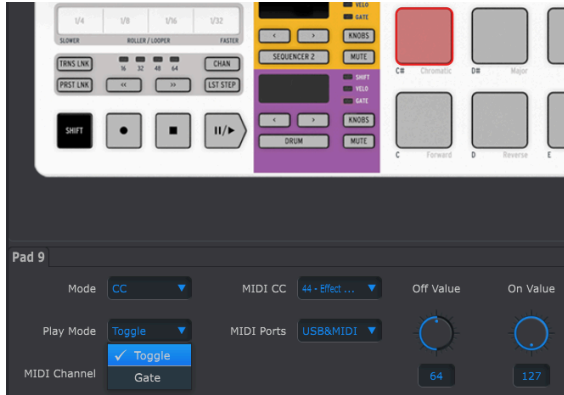 VELO
1/4 1/8 1/16 1/32
GATE
SLOWER ROLLER / LOOPER FASTER
< > KNOBS
TRNS LNK 16 32 48 64 CHAN
SEQUENCER 2 MUTE
C# Chromatic D# Major
PRST LNK << >> LST STEP
SHIFT
VELO
GATE
SHIFT
< > KNOBS
DRUM MUTE
C Forward D Reverse E
Pad 9
Mode CC MIDI CC 44 - Effect ... Off Value On Value
Play Mode Toggle MIDI Ports USB&MIDI
Toggle
MIDI Channel Gate 64 127